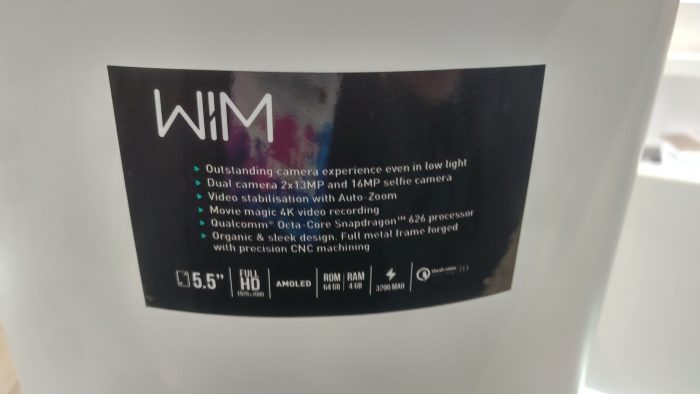 WIM
Outstanding camera experience even in low light
Dual camera 2x13MP and 16MP selfie camera
Video stabilisation with Auto-Zoom
Movie magic 4K video recording
Qualcomm® Octa-Core Snapdragon™ 626 processor
Organic & sleek design. Full metal frame forged
with precision CNC machining
5.5" FULL HD 1920x1080 AMOLED ROM 64 GB RAM 4 GB 3200 MAH Qualcomm